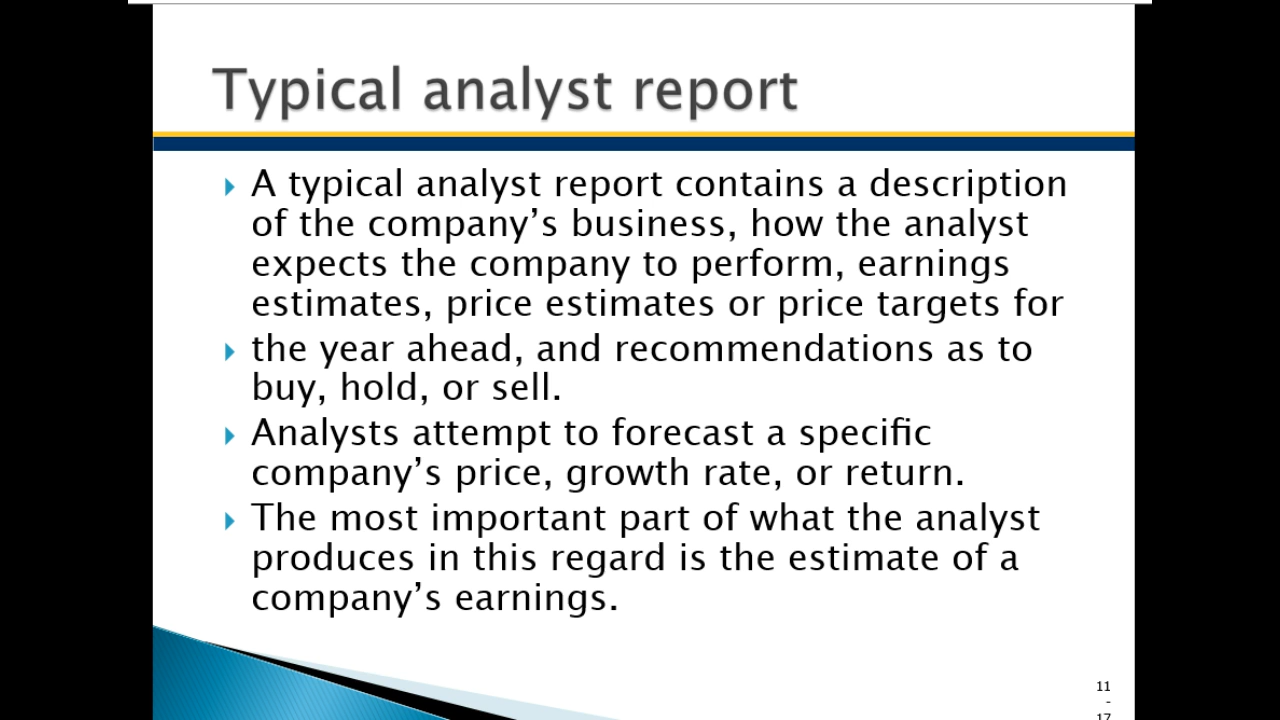 Typical analyst report
A typical analyst report contains a description
of the company’s business, how the analyst
expects the company to perform, earnings
estimates, price estimates or price targets for
the year ahead, and recommendations as to
buy, hold, or sell.
Analysts attempt to forecast a specific
company’s price, growth rate, or return.
The most important part of what the analyst
produces in this regard is the estimate of a
company’s earnings.
11
-
17